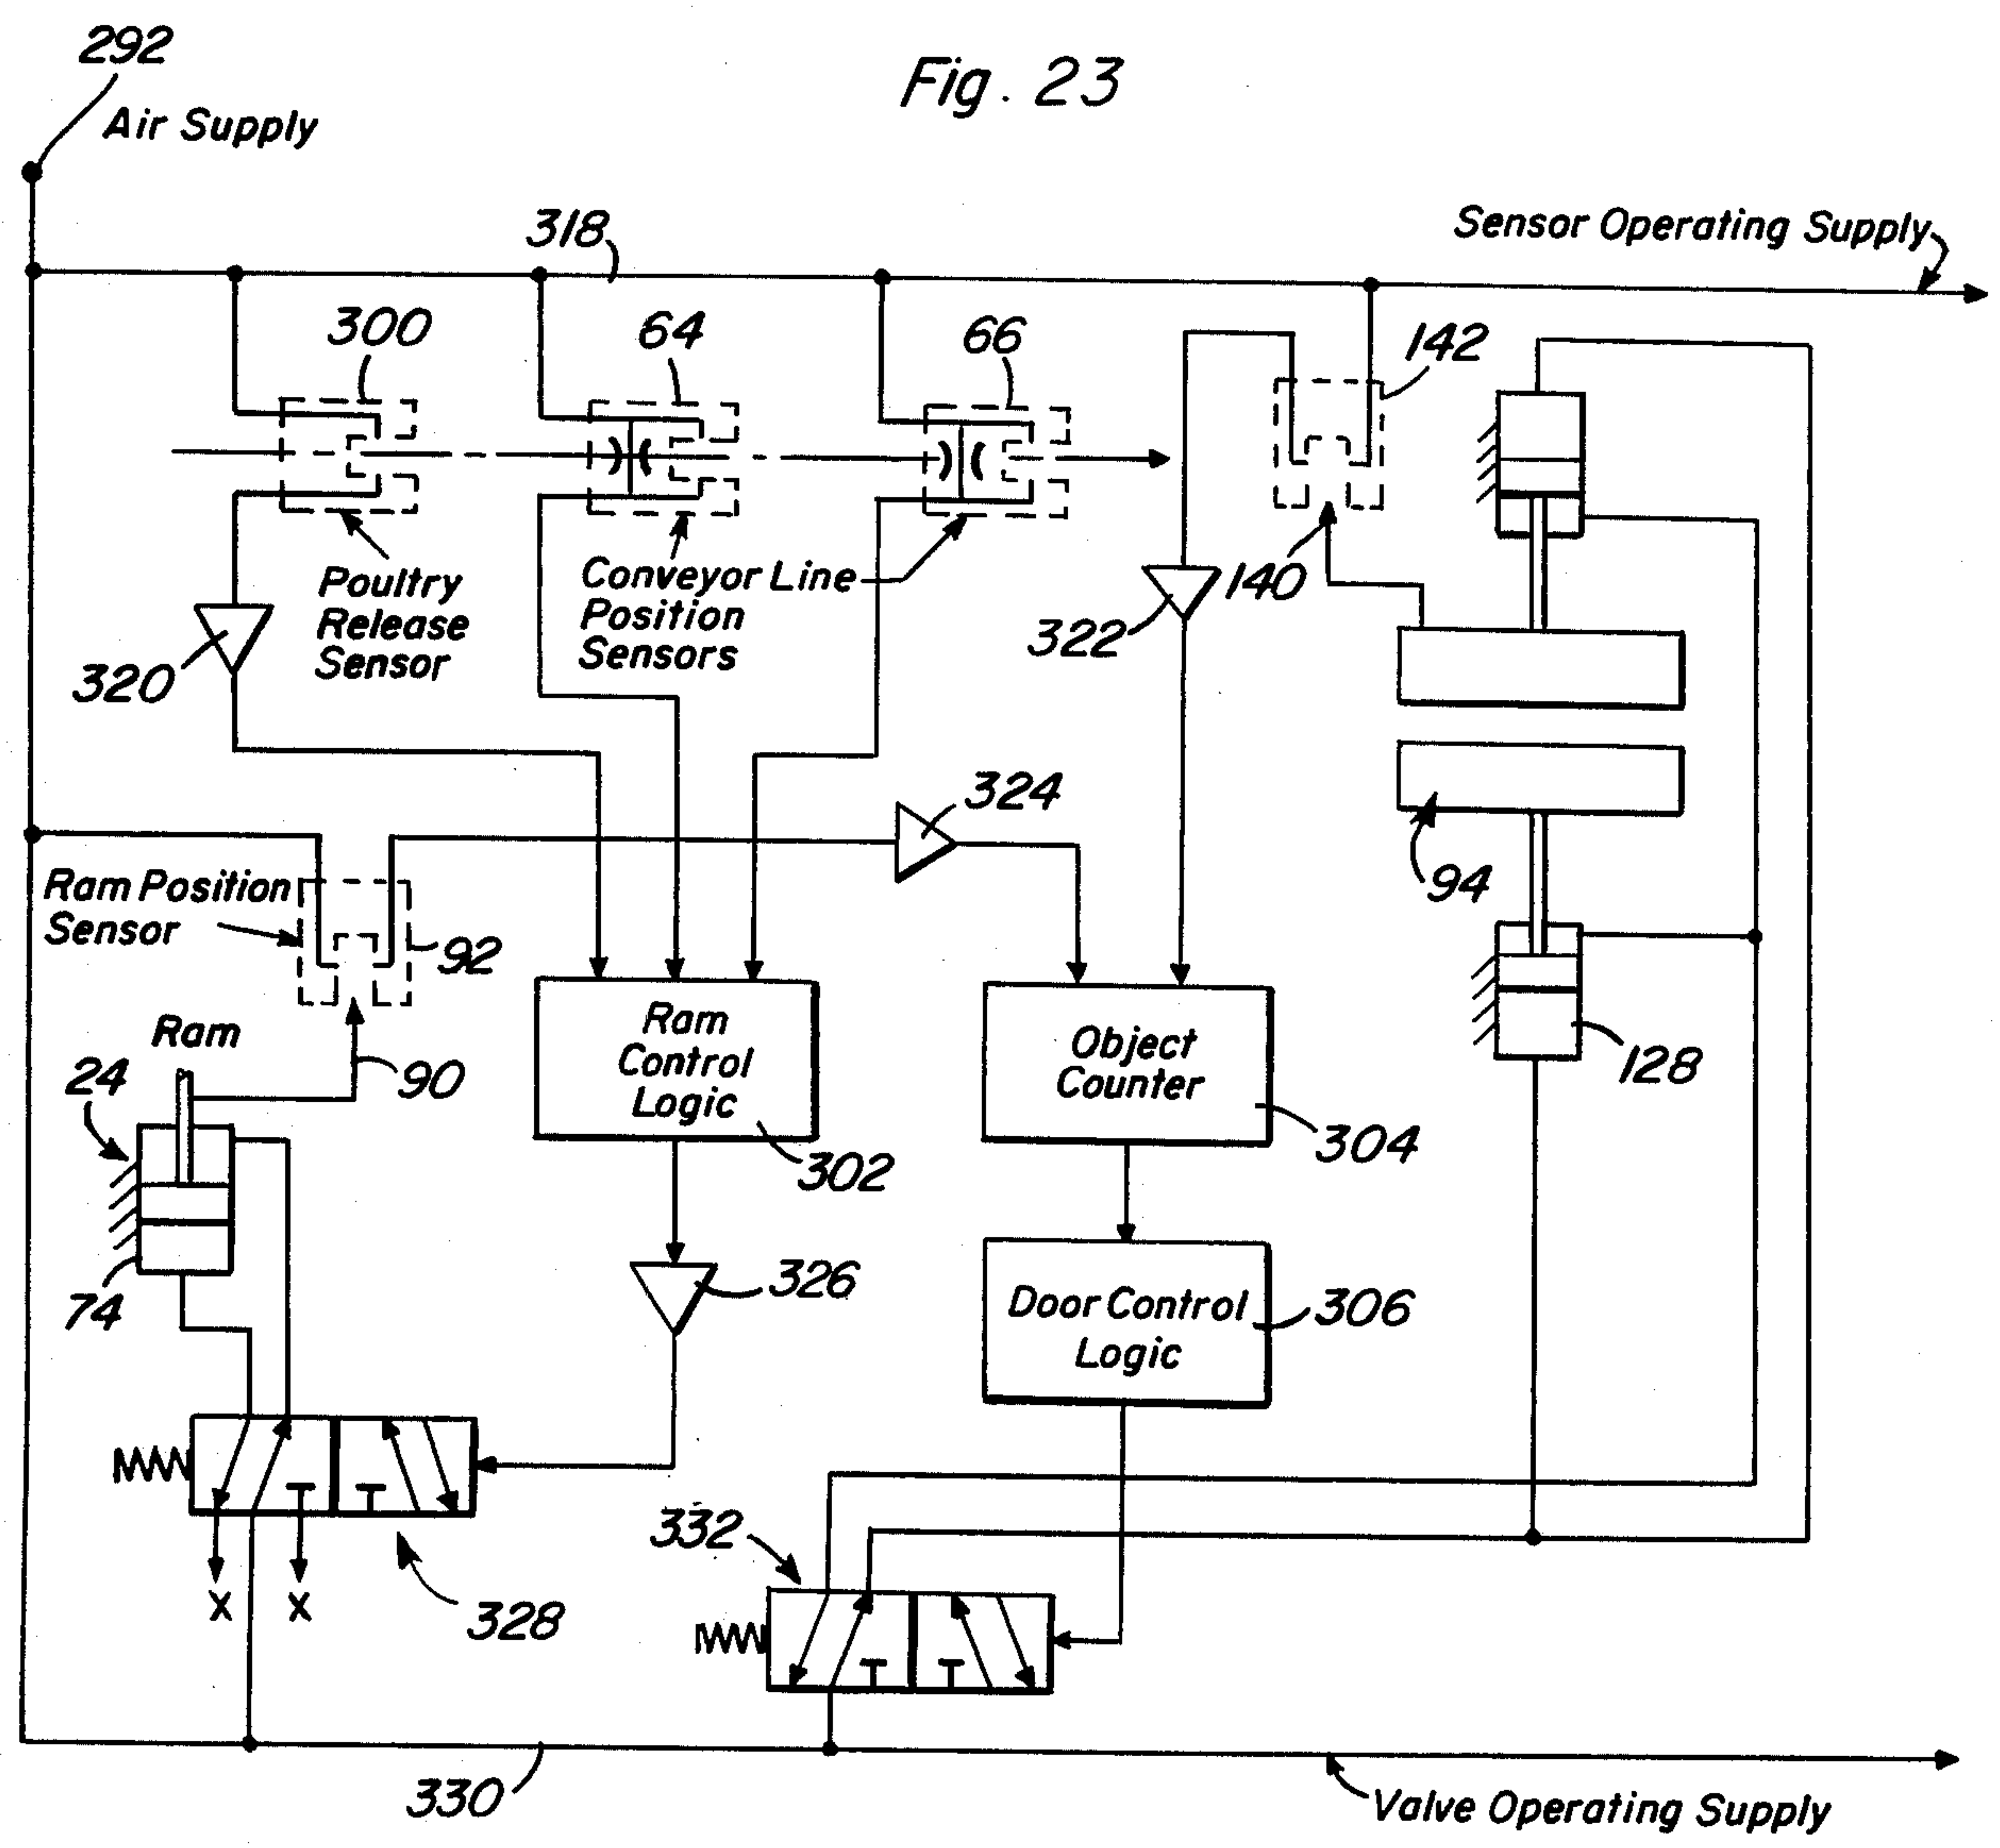 292
Fig. 23
Air Supply
318
Sensor Operating Supply
300
64
66
142
Poultry
Release
Sensor
Conveyor Line
Position
Sensors
140
322
320
324
94
Ram Position
Sensor
92
Ram
24
90
74
Ram
Control
Logic
302
Object
Counter
304
128
326
Door Control
Logic
306
332
X
X
328
330
Valve Operating Supply